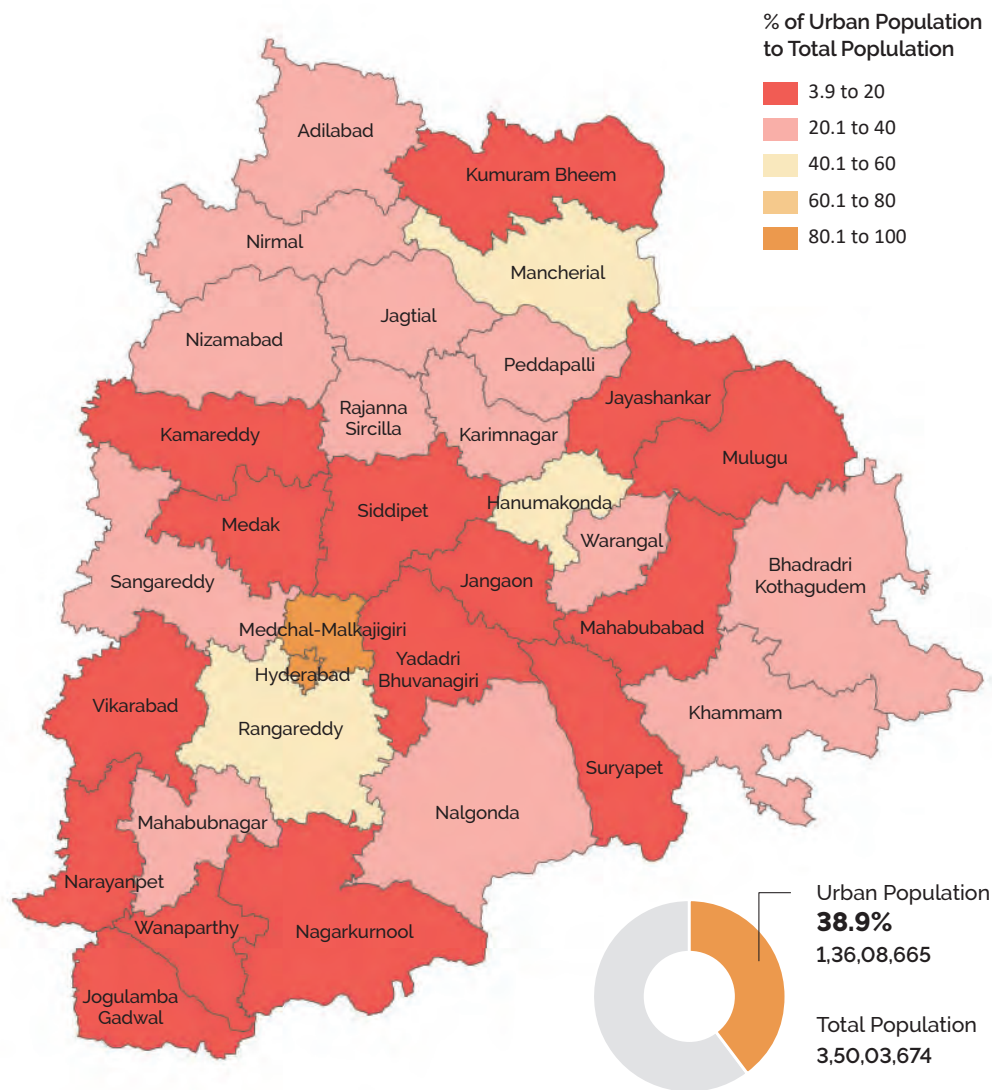 % of Urban Population
to Total Poplulation
3.9 to 20
20.1 to 40
40.1 to 60
60.1 to 80
80.1 to 100
Adilabad
Kumuram Bheem
Nirmal
Mancherial
Jagtial
Nizamabad
Peddapalli
Jayashankar
Rajanna
Sircilla
Kamareddy
Karimnagar
Mulugu
Hanumakonda
Siddipet
Medak
Warangal
Bhadradri
Kothagudem
Sangareddy
Jangaon
Medchal-Malkajigiri
Mahabubabad
Yadadri
Bhuvanagiri
Hyderabad
Vikarabad
Khammam
Rangareddy
Suryapet
Nalgonda
Mahabubnagar
Narayanpet
Wanaparthy
Nagarkurnool
Jogulamba
Gadwal
Urban Population
38.9%
1,36,08,665
Total Population
3,50,03,674